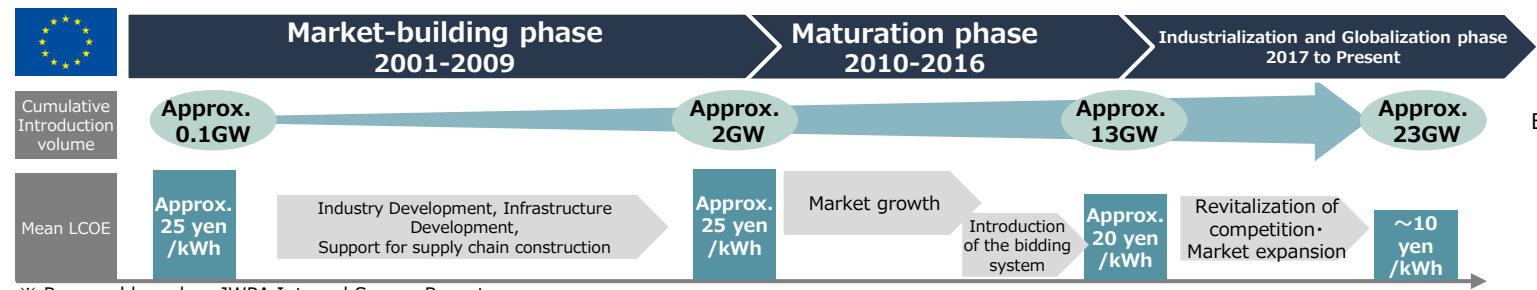 Market-building phase
2001-2009
Maturation phase
2010-2016
Industrialization and Globalization phase
2017 to Present
Cumulative
Introduction
volume
Approx.
0.1GW
Approx.
2GW
Approx.
13GW
Approx.
23GW
Mean LCOE
Approx.
25 yen
/kWh
Industry Development, Infrastructure
Development,
Support for supply chain construction
Approx.
25 yen
/kWh
Market growth
Introduction
of the bidding
system
Approx.
20 yen
/kWh
Revitalization of
competition・
Market expansion
～10
yen
/kWh